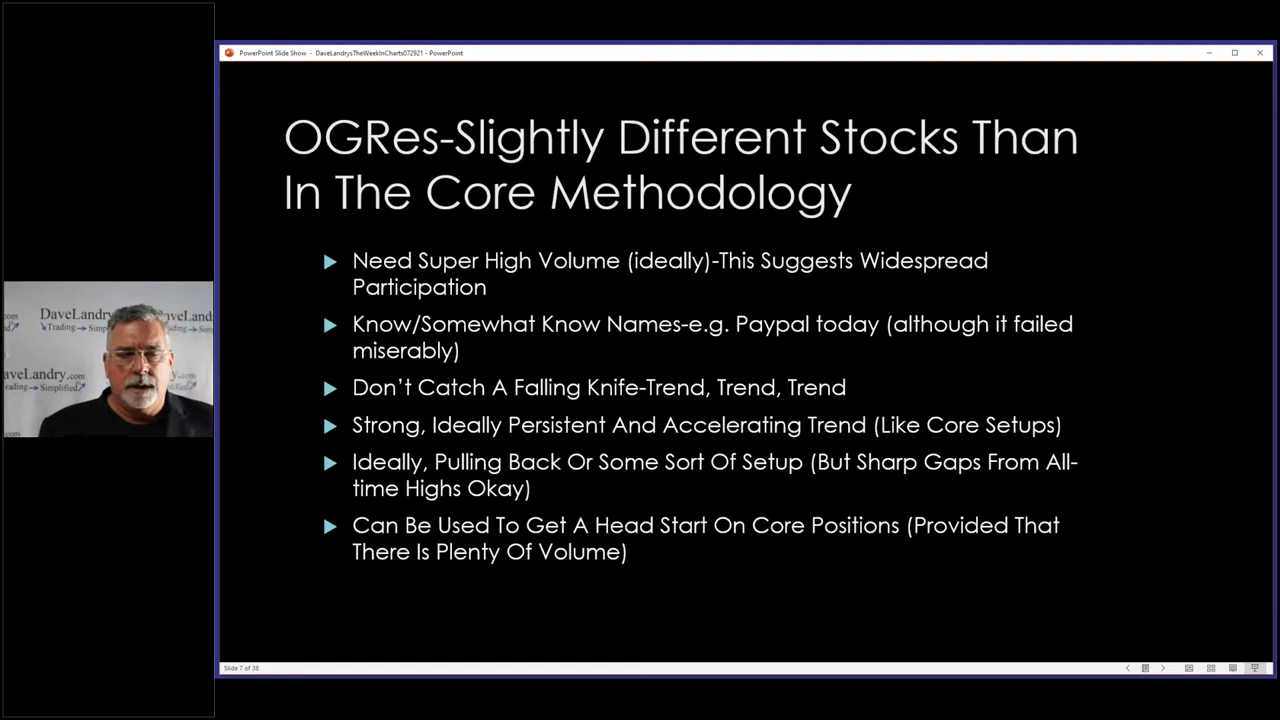 PowerPoint Slide Show - DaveLandrysTheWeekInCharts072921 - PowerPoint
OGRes-Slightly Different Stocks Than
In The Core Methodology
Need Super High Volume (ideally)-This Suggests Widespread
Participation
Know/Somewhat Know Names-e.g. Paypal today (although it failed
miserably)
Don't Catch A Falling Knife-Trend, Trend, Trend
Strong, Ideally Persistent And Accelerating Trend (Like Core Setups)
Ideally, Pulling Back Or Some Sort Of Setup (But Sharp Gaps From All-
time Highs Okay)
Can Be Used To Get A Head Start On Core Positions (Provided That
There Is Plenty Of Volume)
DaveLandry
Trading
DaveLandry.com
Trading Simplified
Slide 7 of 38